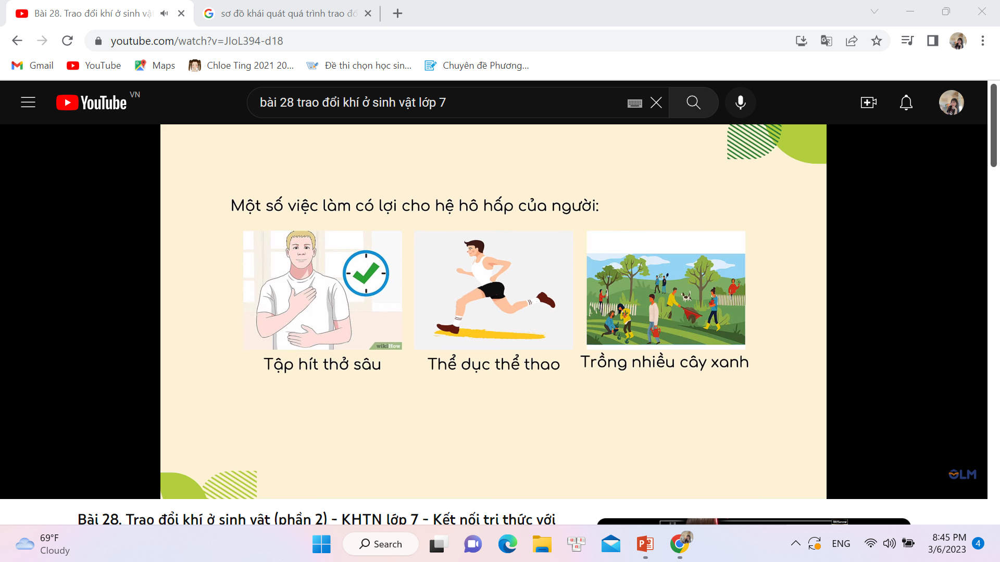 Bài 28. Trao đổi khí ở sinh vật
sơ đồ khái quát quá trình trao đổ
youtube.com/watch?v=JIoL394-d18
Gmail
YouTube
Maps
Chloe Ting 2021 20...
Đề thi chọn học sin...
Chuyên đề Phương...
YouTube VN
bài 28 trao đổi khí ở sinh vật lớp 7
Một số việc làm có lợi cho hệ hô hấp của người:
wikiHow
Tập hít thở sâu
Thể dục thể thao
Trồng nhiều cây xanh
OLM
Bài 28. Trao đổi khí ở sinh vật (phần 2) - KHTN lớp 7 - Kết nối tri thức với
TRESemmé
69°F
Cloudy
Search
ENG
8:45 PM
3/6/2023
4